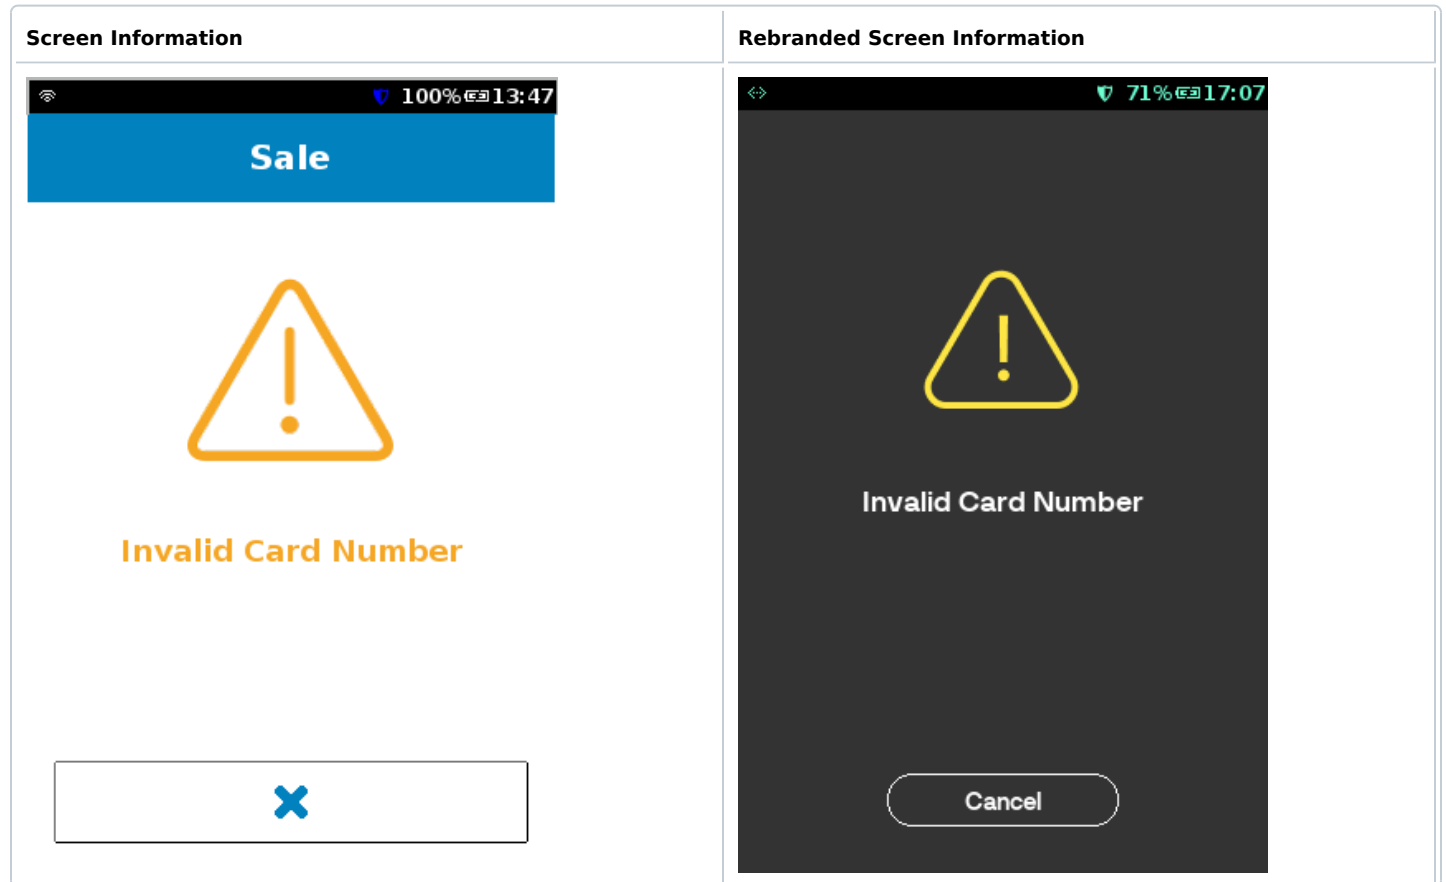 Screen Information
Rebranded Screen Information
100% 13:47
Sale
Invalid Card Number
71% 17:07
Invalid Card Number
Cancel